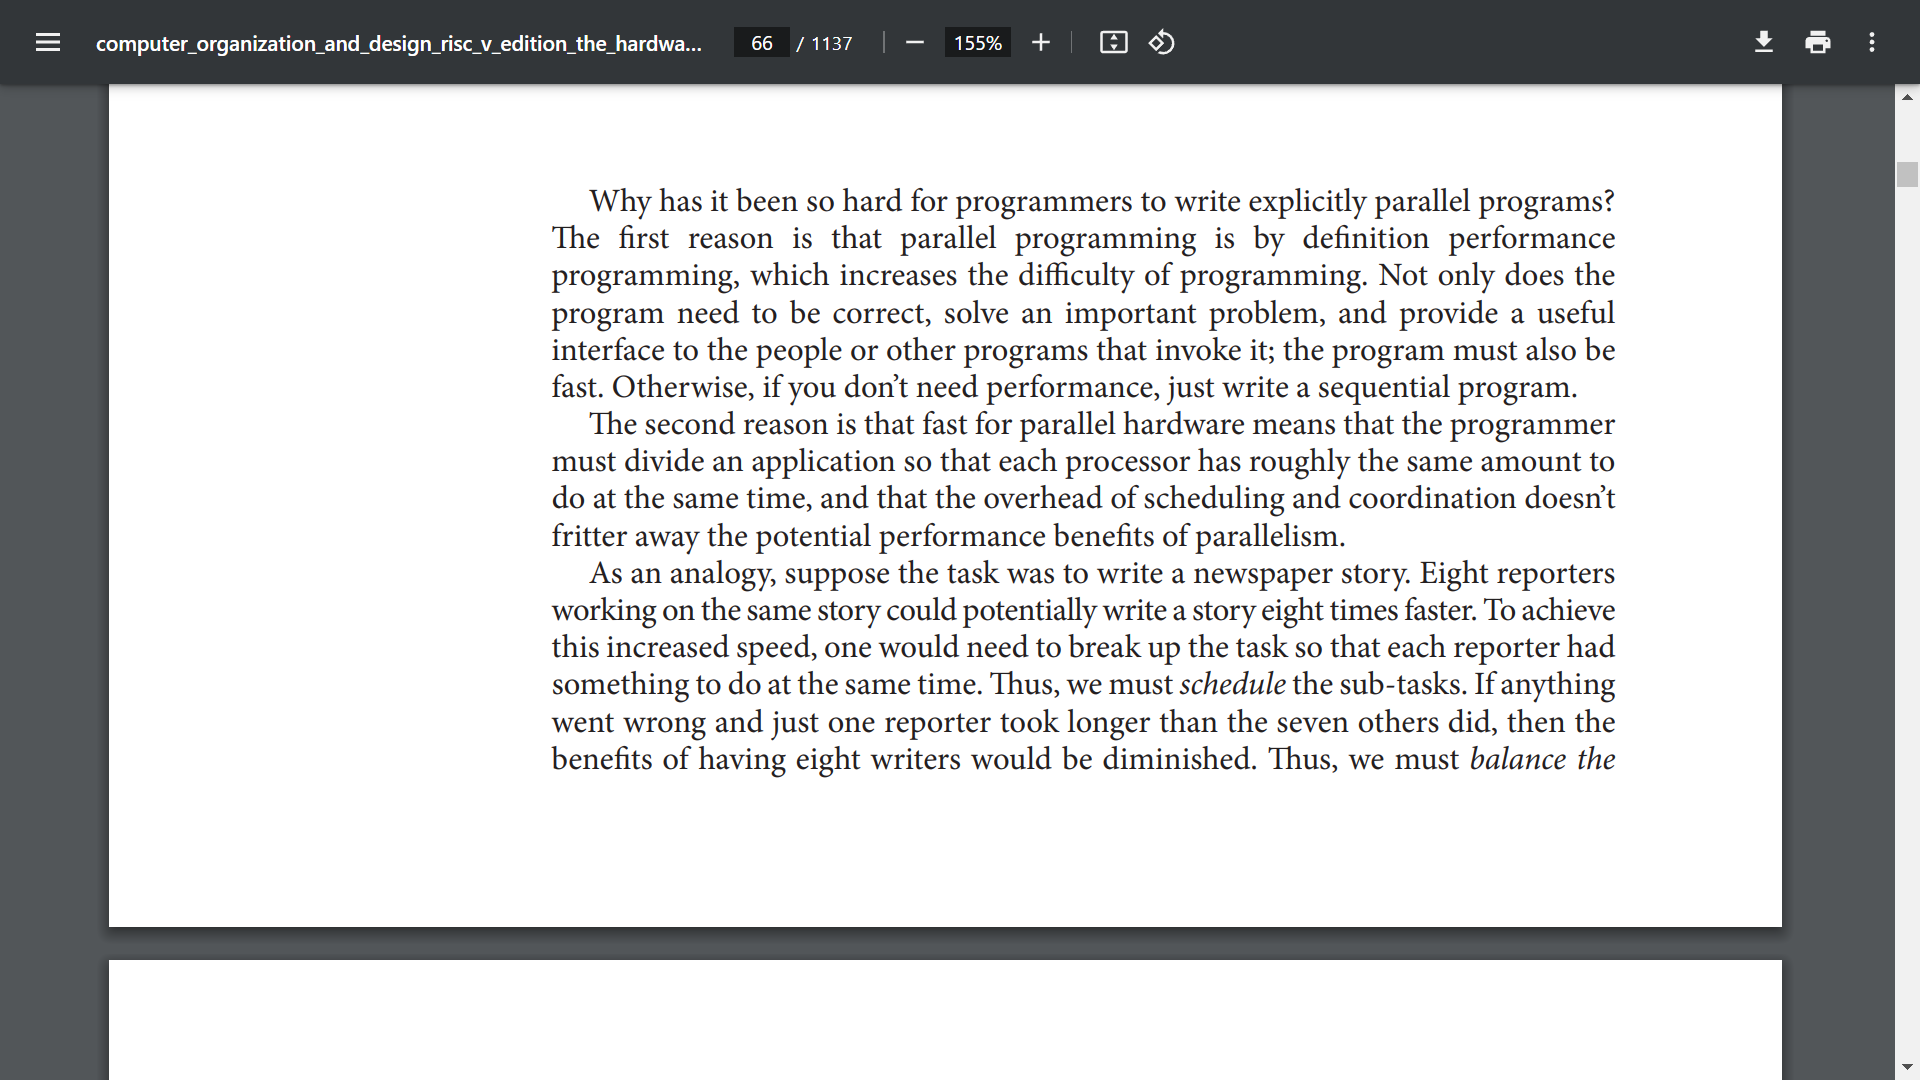 computer_organization_and_design_risc_v_edition_the_hardwa... 66 / 1137 155%
Why has it been so hard for programmers to write explicitly parallel programs?
The first reason is that parallel programming is by definition performance
programming, which increases the difficulty of programming. Not only does the
program need to be correct, solve an important problem, and provide a useful
interface to the people or other programs that invoke it; the program must also be
fast. Otherwise, if you don’t need performance, just write a sequential program.
The second reason is that fast for parallel hardware means that the programmer
must divide an application so that each processor has roughly the same amount to
do at the same time, and that the overhead of scheduling and coordination doesn’t
fritter away the potential performance benefits of parallelism.
As an analogy, suppose the task was to write a newspaper story. Eight reporters
working on the same story could potentially write a story eight times faster. To achieve
this increased speed, one would need to break up the task so that each reporter had
something to do at the same time. Thus, we must schedule the sub-tasks. If anything
went wrong and just one reporter took longer than the seven others did, then the
benefits of having eight writers would be diminished. Thus, we must balance the